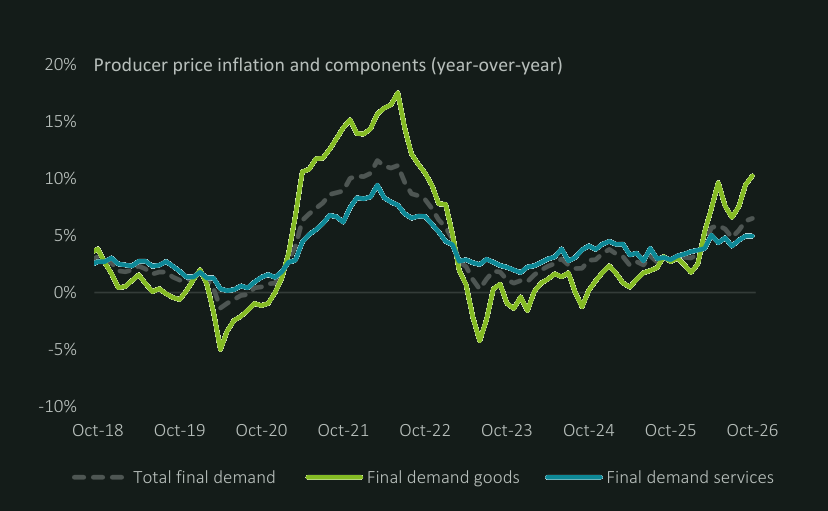 Producer price inflation and components (year-over-year)
20%
15%
10%
5%
0%
-5%
-10%
Oct-18 Oct-19 Oct-20 Oct-21 Oct-22 Oct-23 Oct-24 Oct-25 Oct-26
Total final demand Final demand goods Final demand services